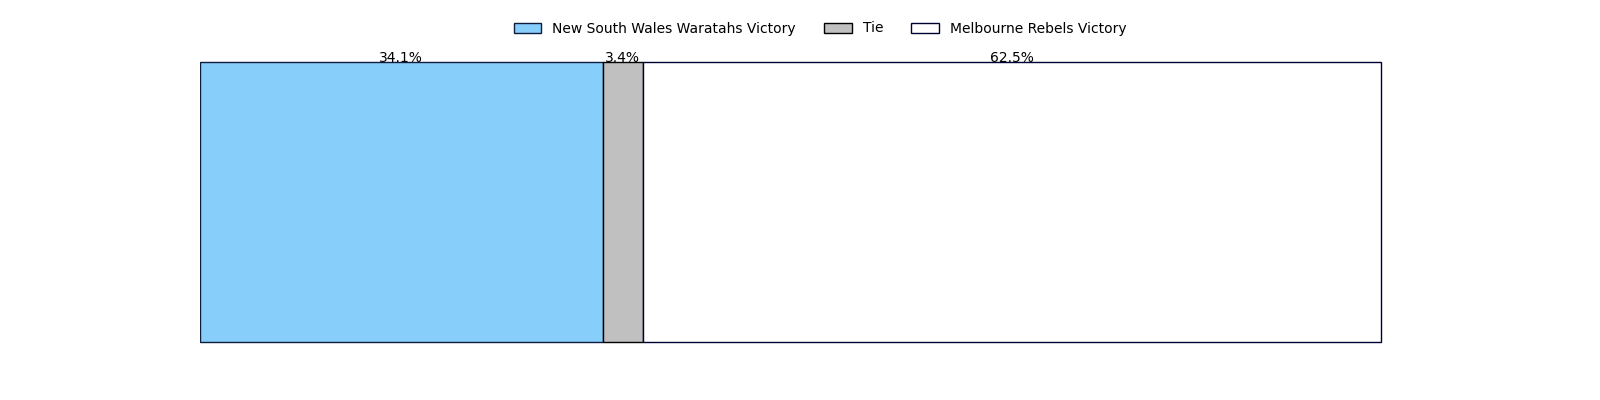 New South Wales Waratahs Victory Tie Melbourne Rebels Victory
34.1% 3.4% 62.5%